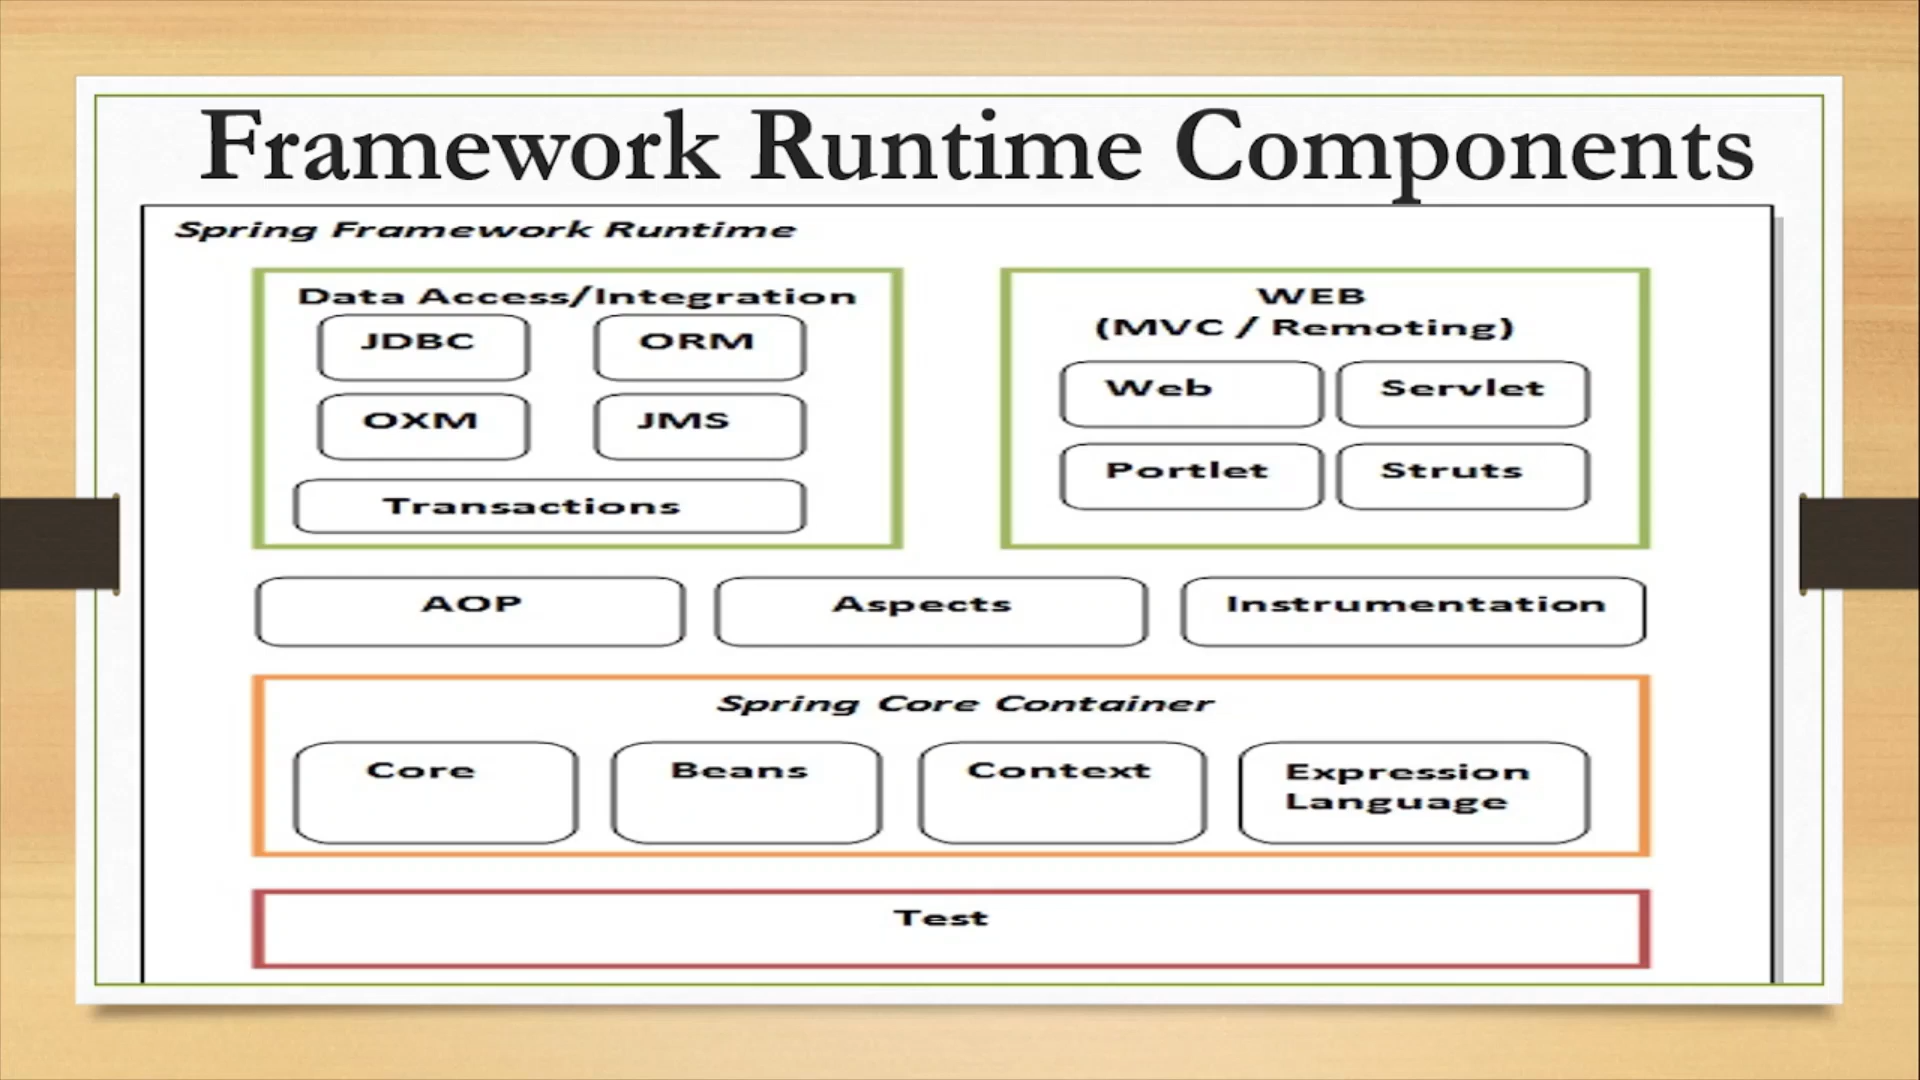 Framework Runtime Components
Spring Framework Runtime
Data Access/Integration
JDBC
ORM
OXM
JMS
Transactions
WEB
(MVC / Remoting)
Web
Servlet
Portlet
Struts
AOP
Aspects
Instrumentation
Spring Core Container
Core
Beans
Context
Expression
Language
Test